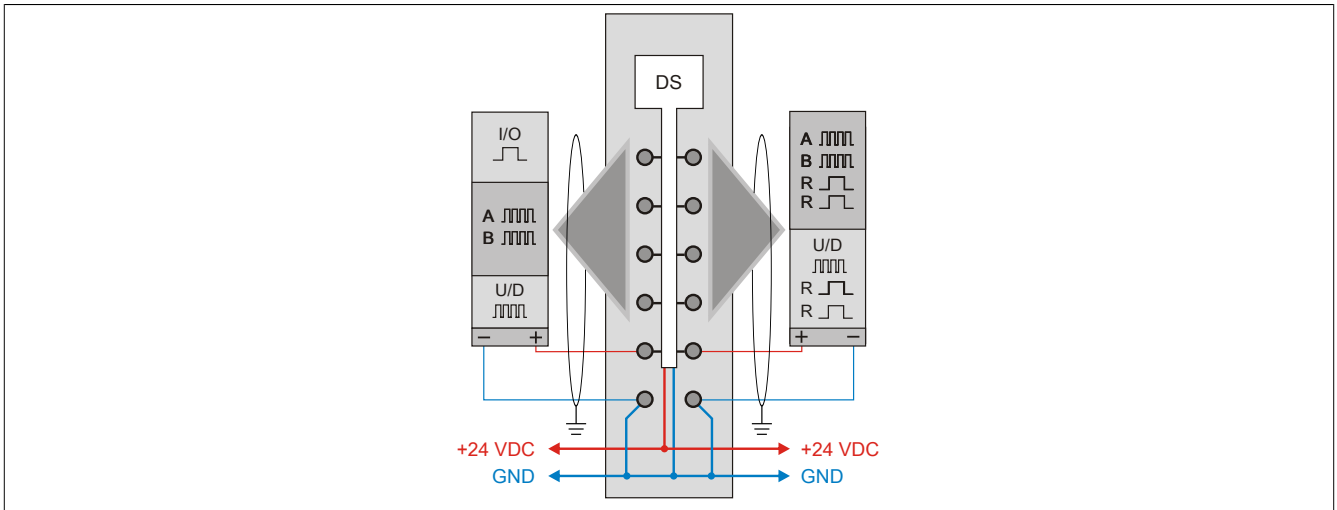 DS
I/O
A
B
U/D
− +
A
B
R
R
U/D
R
R
+ −
+24 VDC
+24 VDC
GND
GND